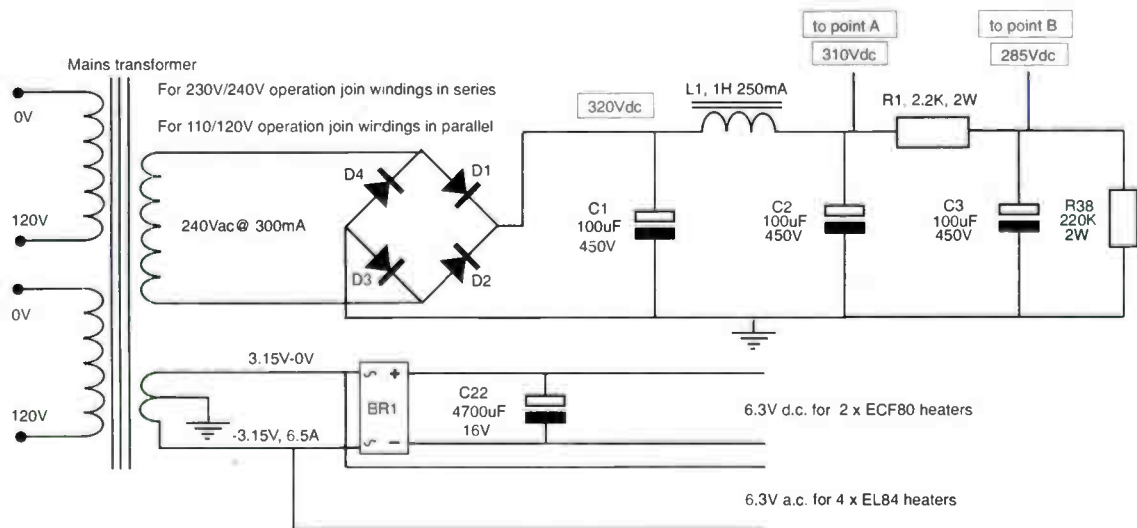 to point A
310Vdc
to point B
285Vdc
Mains transformer
0V
For 230V/240V operation join windings in series
For 110/120V operation join windings in parallel
320Vdc
L1, 1H 250mA
R1, 2.2K, 2W
D4
D1
120V
240Vac@ 300mA
C1
100uF
450V
C2
100uF
450V
C3
100uF
450V
R38
220K
2W
D3
D2
0V
3.15V-0V
120V
-3.15V, 6.5A
~ +
BR1
~ –
C22
4700uF
16V
6.3V d.c. for 2 x ECF80 heaters
6.3V a.c. for 4 x EL84 heaters